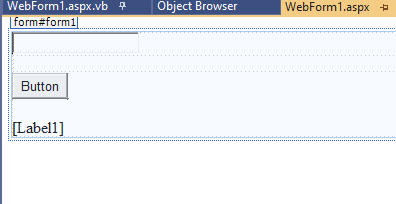 WebForm1.aspx.vb Object Browser WebForm1.aspx
form#form1
Button
[Label1]